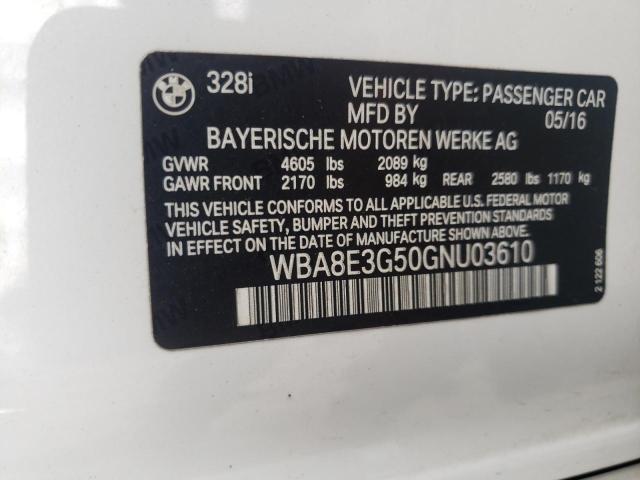 328i VEHICLE TYPE: PASSENGER CAR
MFD BY 05/16
BAYERISCHE MOTOREN WERKE AG
GVWR 4605 lbs 2089 kg
GAWR FRONT 2170 lbs 984 kg REAR 2580 lbs 1170 kg
THIS VEHICLE CONFORMS TO ALL APPLICABLE U.S. FEDERAL MOTOR
VEHICLE SAFETY, BUMPER AND THEFT PREVENTION STANDARDS
IN EFFECT ON THE DATE OF MANUFACTURE SHOWN ABOVE.
WBA8E3G50GNU03610
2 122 606